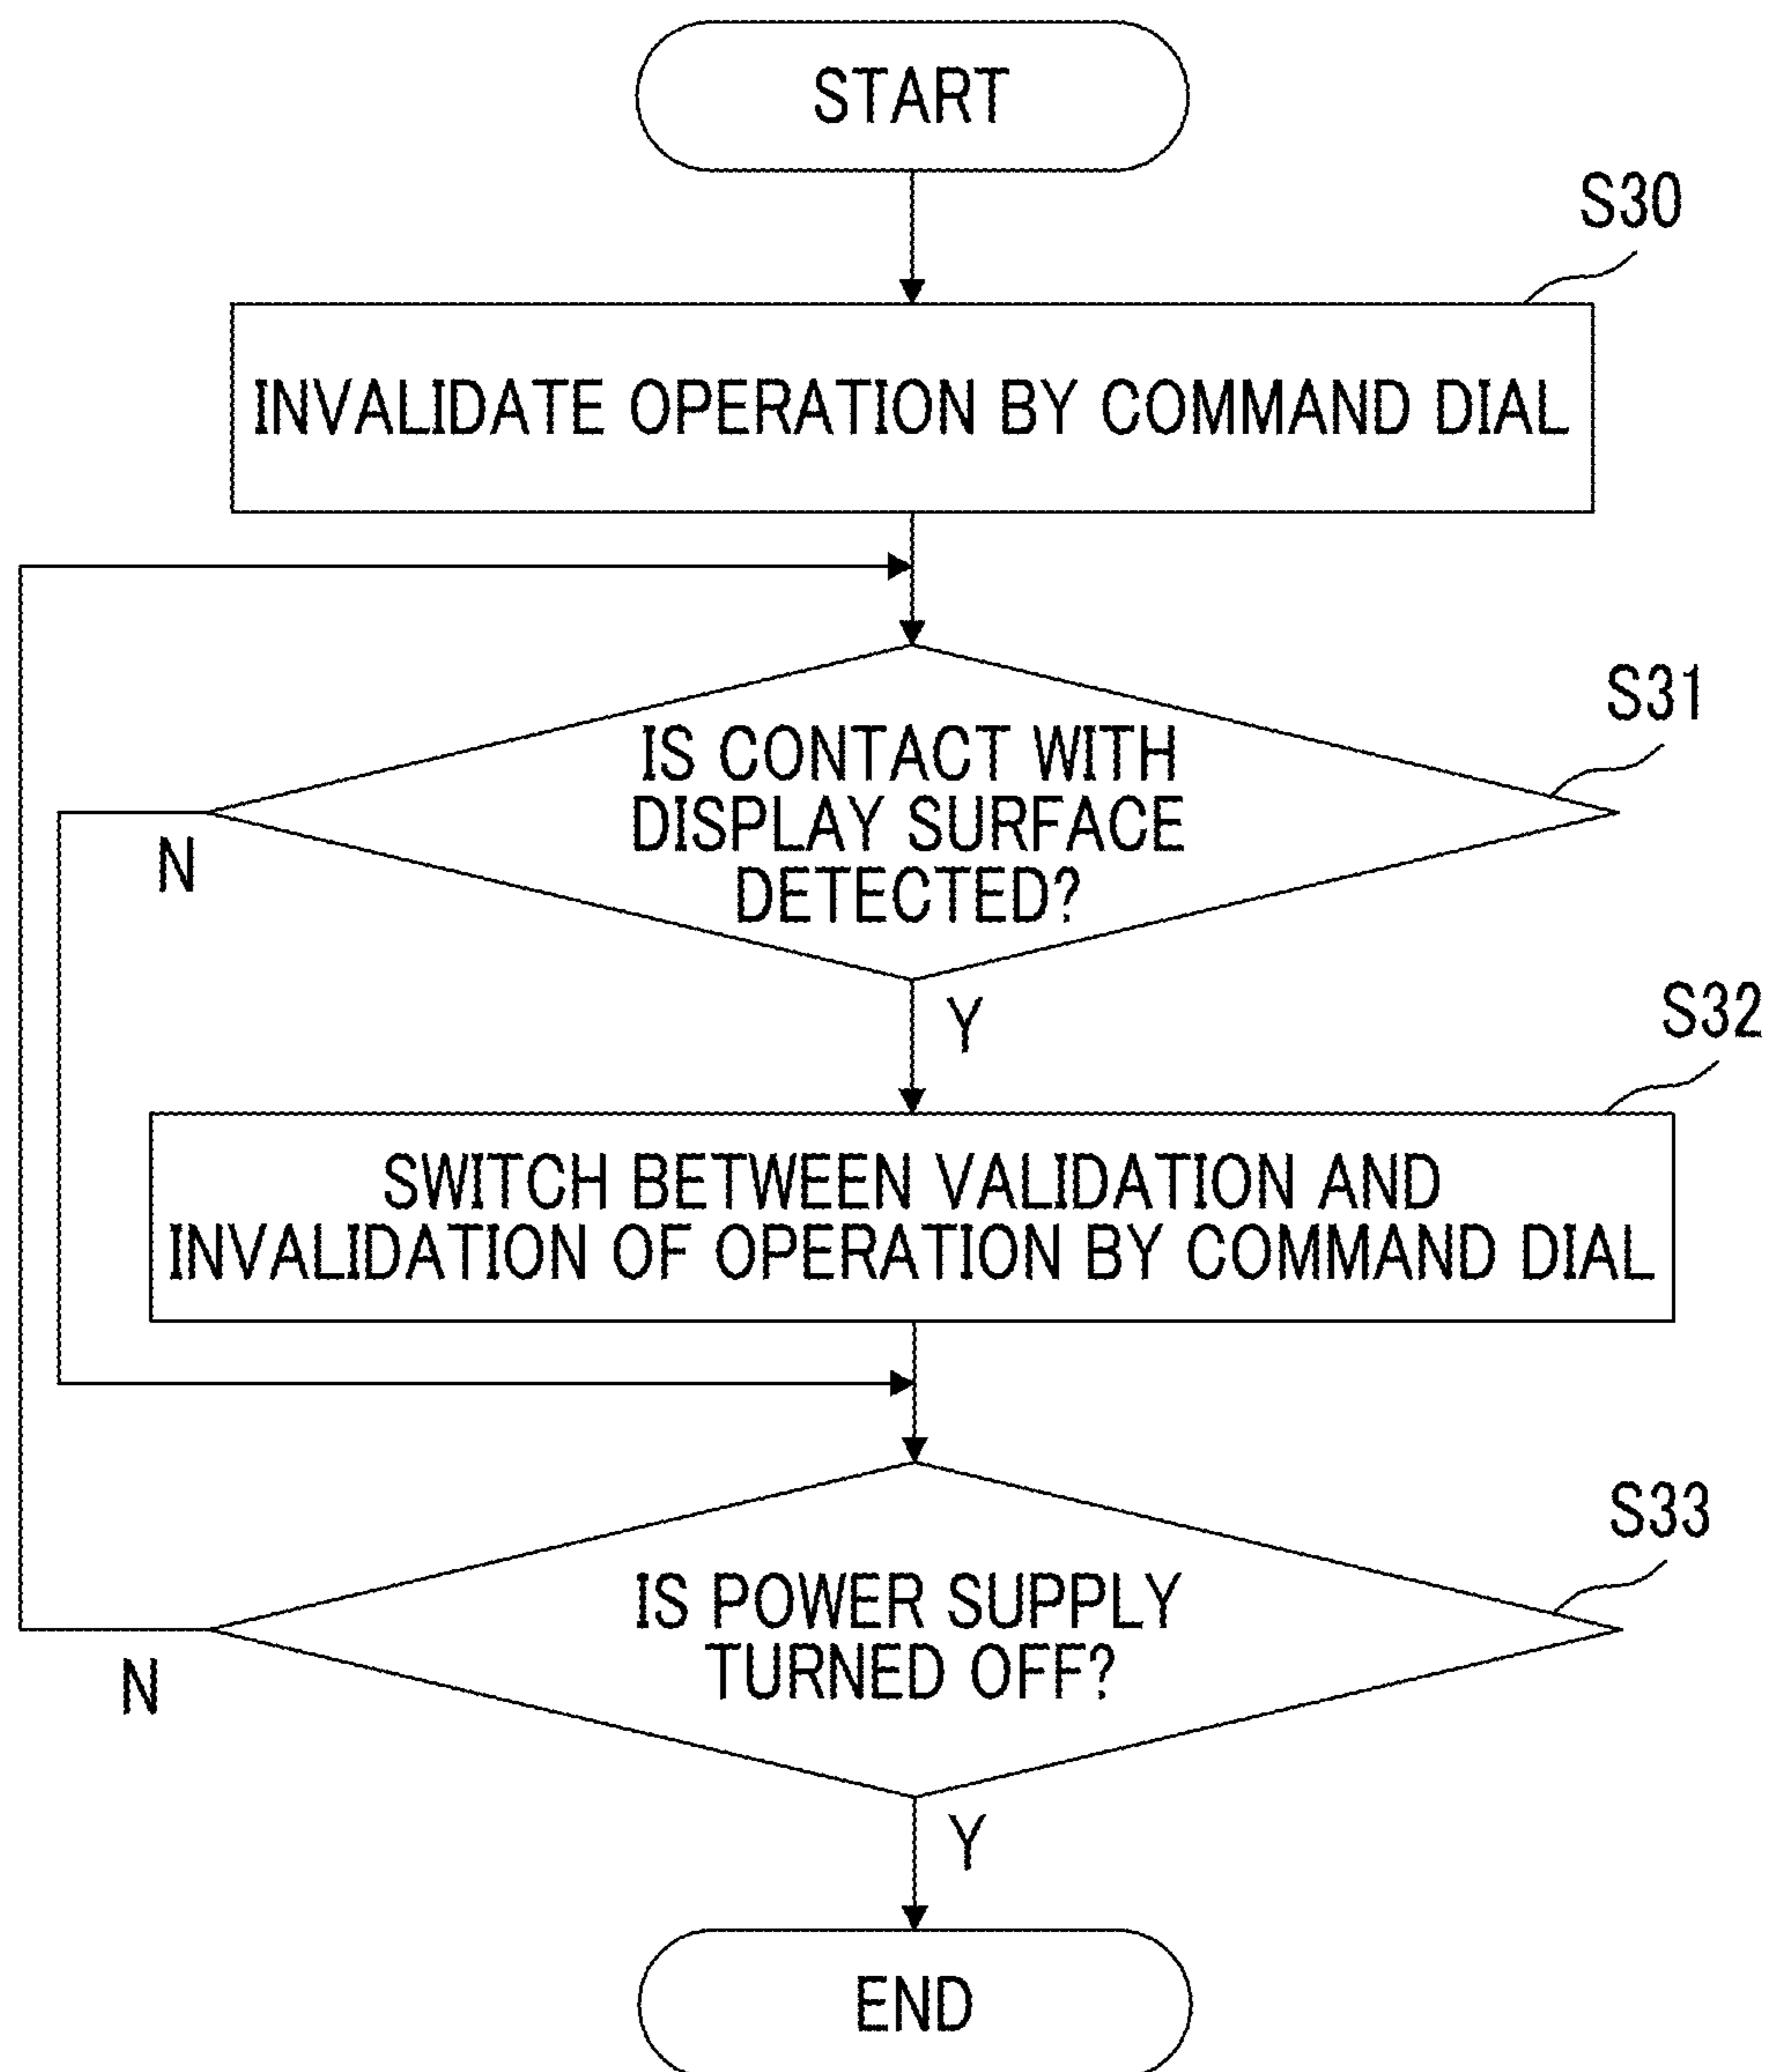 START
S30
INVALIDATE OPERATION BY COMMAND DIAL
S31
IS CONTACT WITH
DISPLAY SURFACE
DETECTED?
N
Y
S32
SWITCH BETWEEN VALIDATION AND
INVALIDATION OF OPERATION BY COMMAND DIAL
S33
IS POWER SUPPLY
TURNED OFF?
N
Y
END